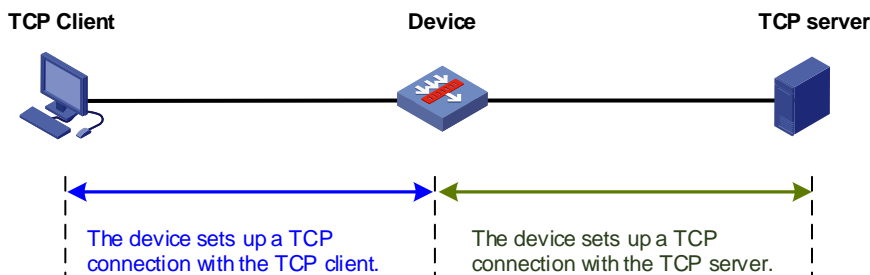 TCP Client
Device
TCP server
The device sets up a TCP
connection with the TCP client.
The device sets up a TCP
connection with the TCP server.